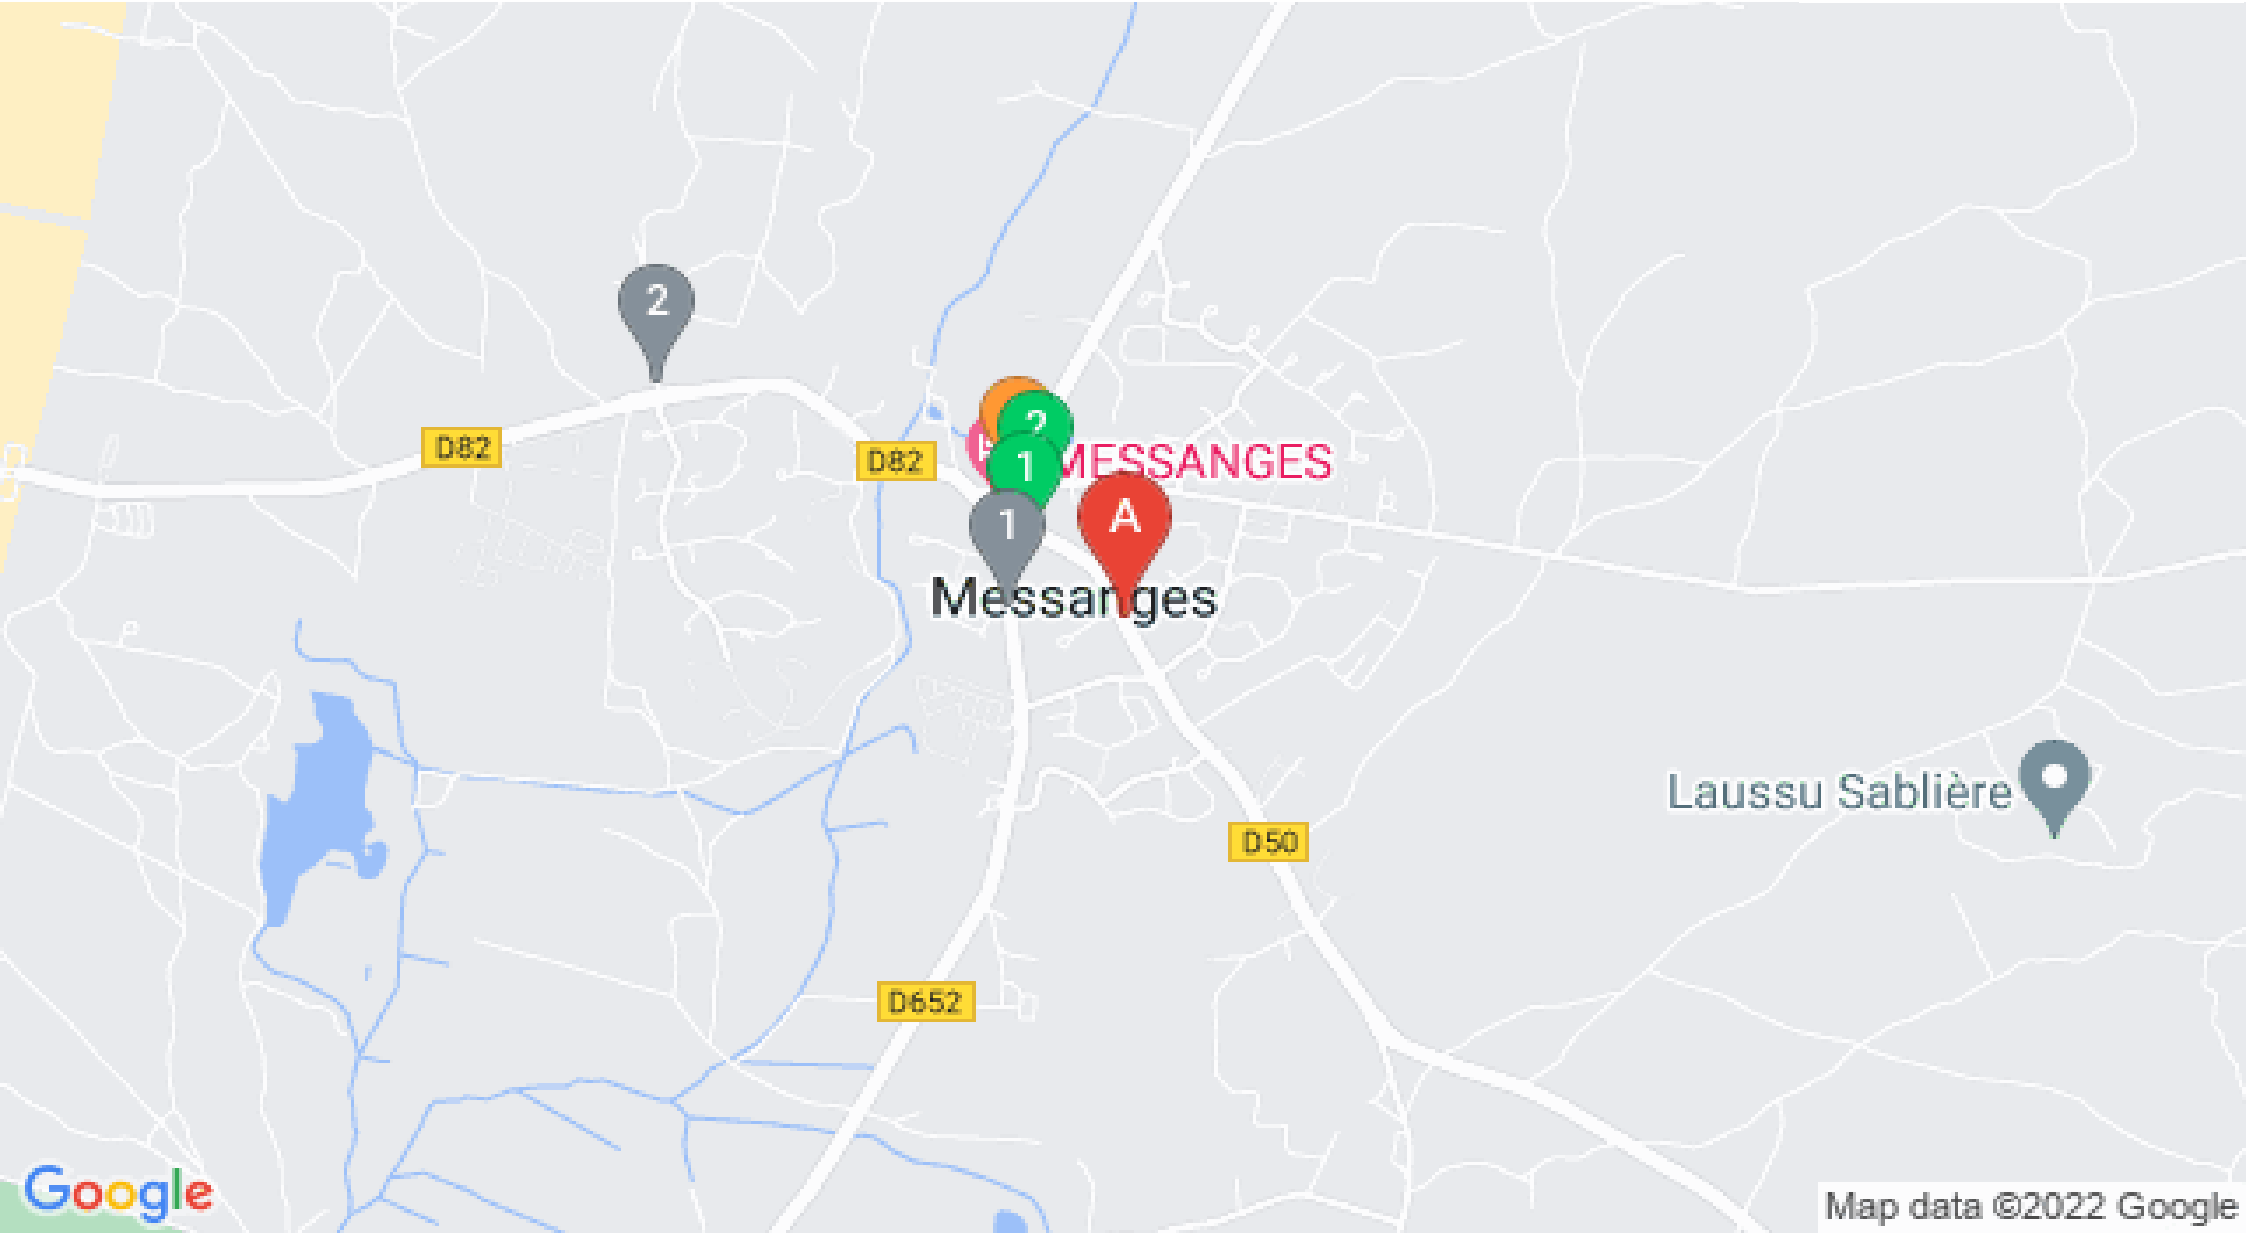 2
D82
D82
2
MESSANGES
1
A
1
Messanges
Laussu Sablière
D50
D652
Google
Map data ©2022 Google